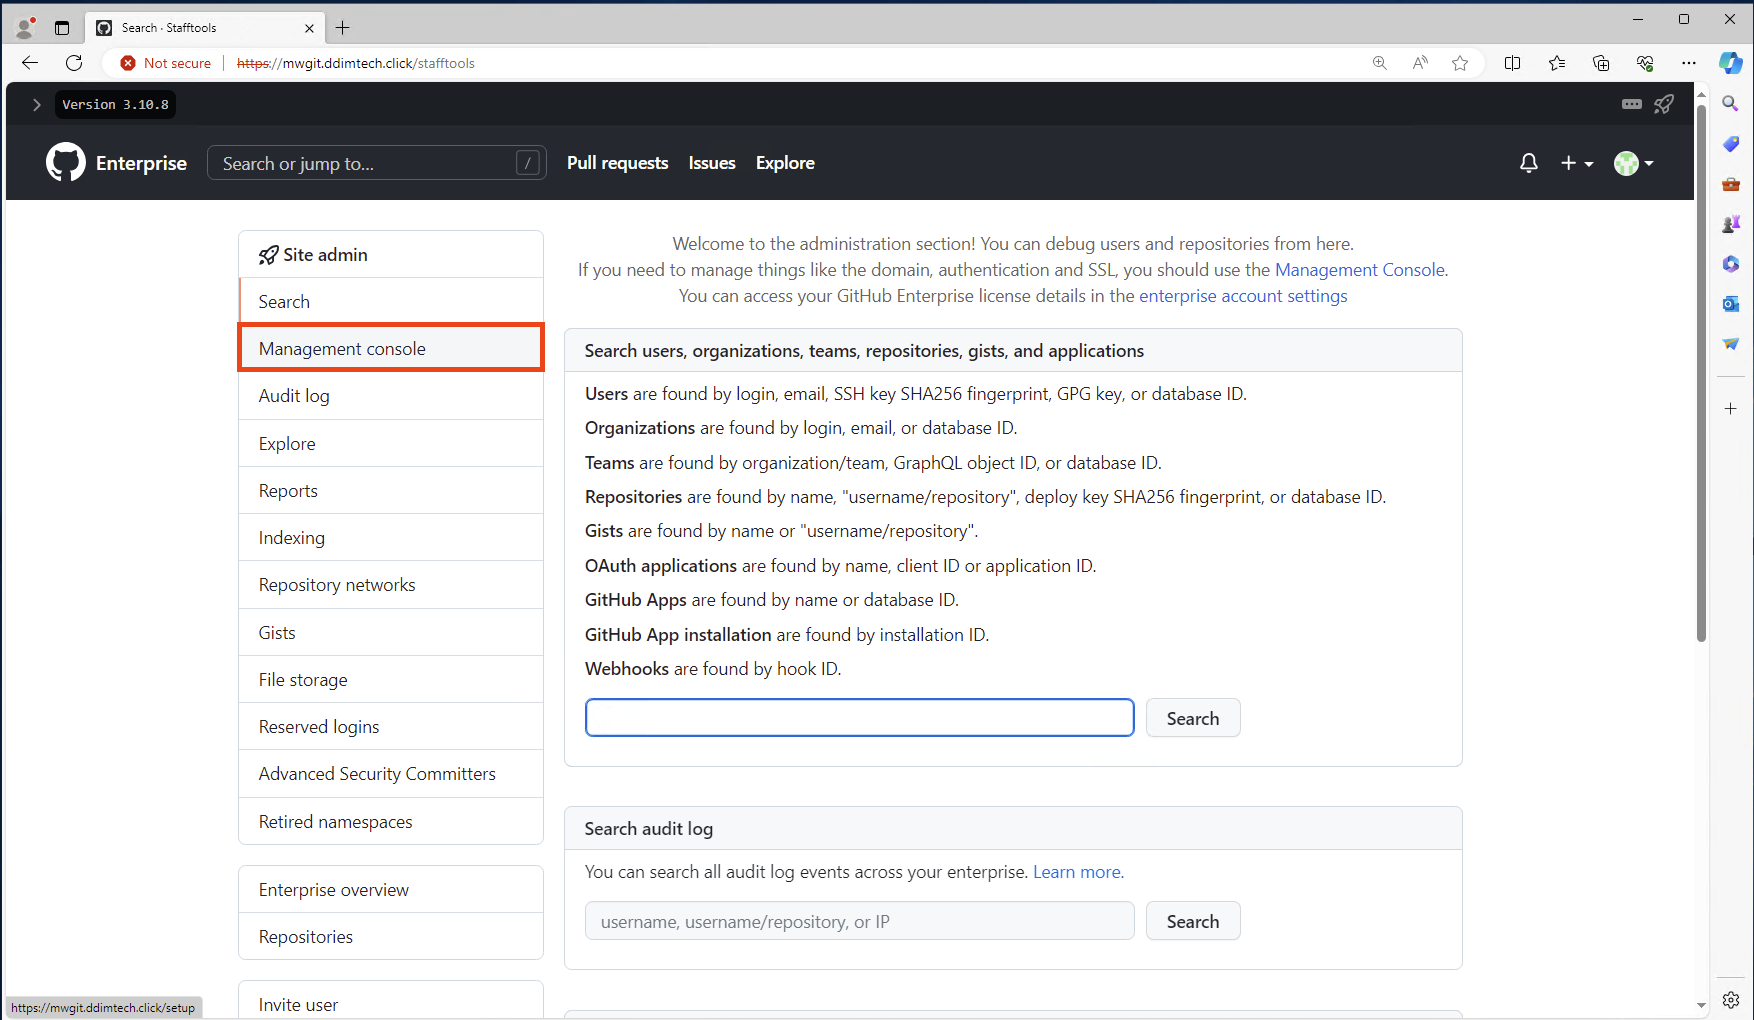 Search · Stafftools
Not secure | https://mwgit.ddimtech.click/stafftools
Version 3.10.8
Enterprise
Search or jump to...
/
Pull requests
Issues
Explore
Site admin
Search
Management console
Audit log
Explore
Reports
Indexing
Repository networks
Gists
File storage
Reserved logins
Advanced Security Committers
Retired namespaces
Enterprise overview
Repositories
Invite user
Welcome to the administration section! You can debug users and repositories from here.
If you need to manage things like the domain, authentication and SSL, you should use the Management Console.
You can access your GitHub Enterprise license details in the enterprise account settings
Search users, organizations, teams, repositories, gists, and applications
Users are found by login, email, SSH key SHA256 fingerprint, GPG key, or database ID.
Organizations are found by login, email, or database ID.
Teams are found by organization/team, GraphQL object ID, or database ID.
Repositories are found by name, "username/repository", deploy key SHA256 fingerprint, or database ID.
Gists are found by name or "username/repository".
OAuth applications are found by name, client ID or application ID.
GitHub Apps are found by name or database ID.
GitHub App installation are found by installation ID.
Webhooks are found by hook ID.
Search
Search audit log
You can search all audit log events across your enterprise. Learn more.
username, username/repository, or IP
Search
https://mwgit.ddimtech.click/setup